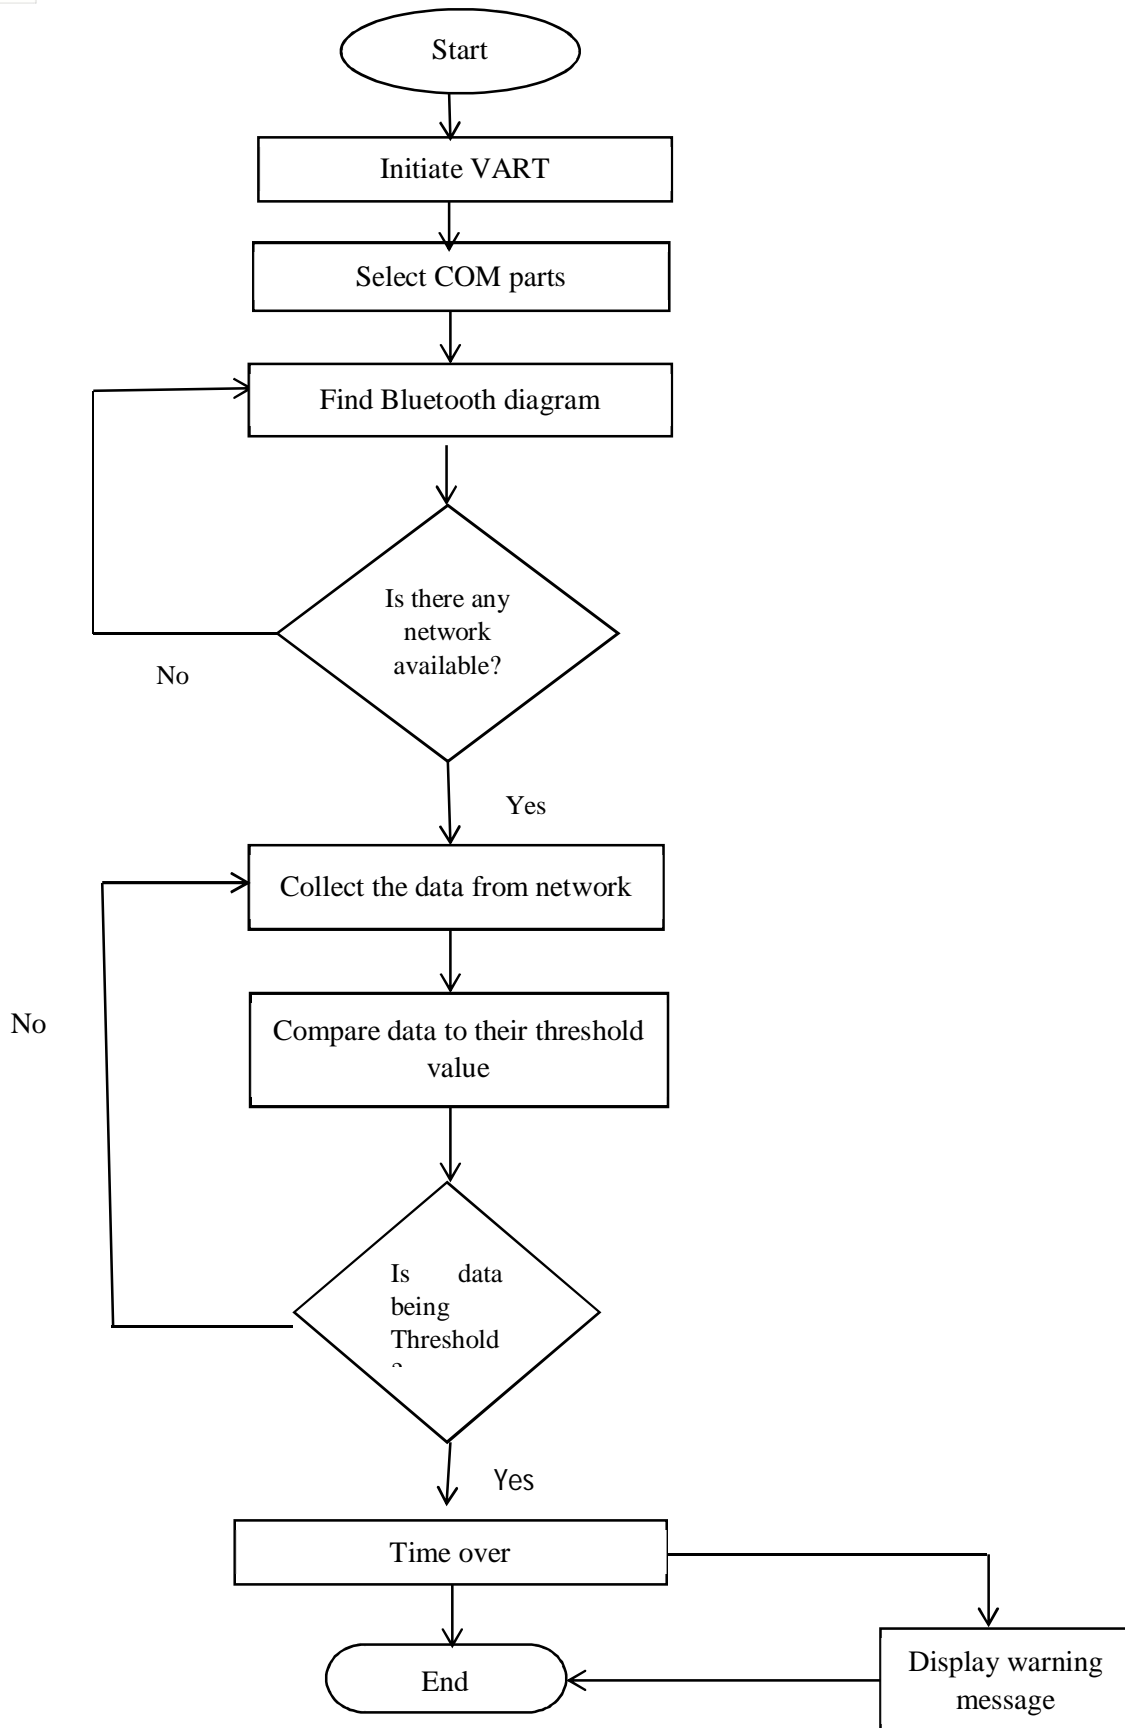 Start
Initiate VART
Select COM parts
Find Bluetooth diagram
Is there any
network
available?
No
Yes
Collect the data from network
No
Compare data to their threshold
value
Is data
being
Threshold
?
Yes
Time over
End
Display warning
message